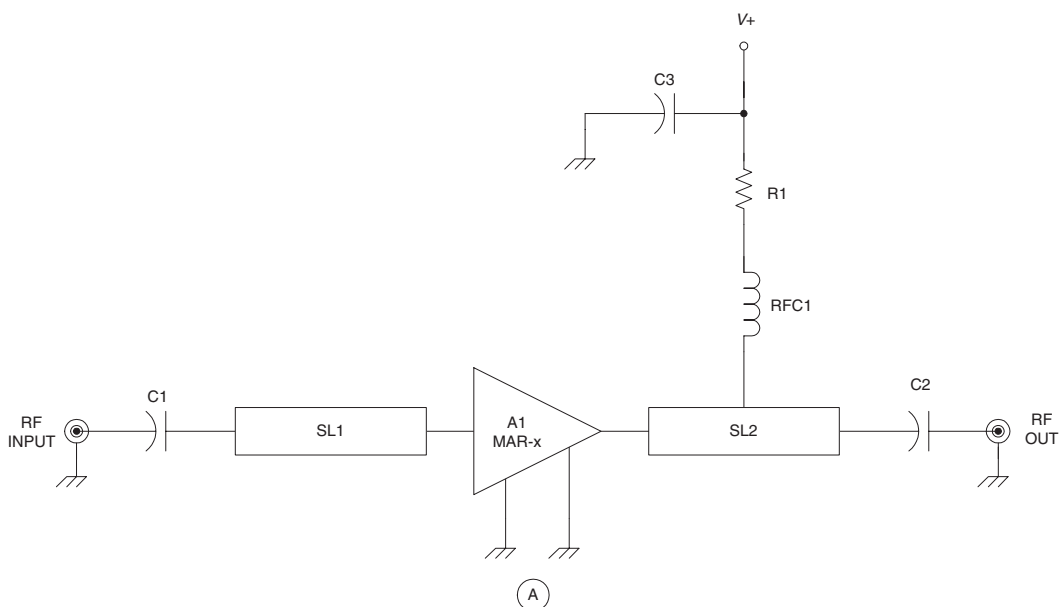 V+
C3
R1
RFC1
C1
C2
RF
INPUT
SL1
A1
MAR-x
SL2
RF
OUT
A